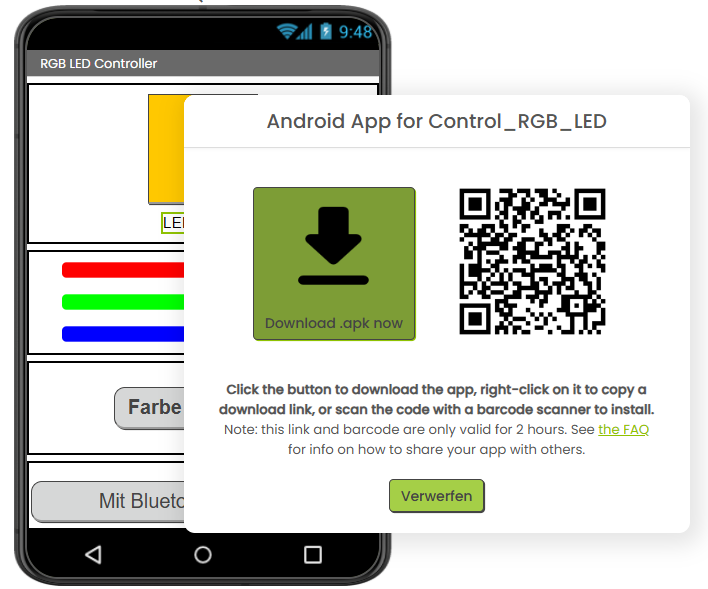 9:48
RGB LED Controller
Android App for Control_RGB_LED
LE
Download .apk now
Click the button to download the app, right-click on it to copy a
download link, or scan the code with a barcode scanner to install.
Note: this link and barcode are only valid for 2 hours. See the FAQ
for info on how to share your app with others.
Farbe
Mit Blueto
Verwerfen